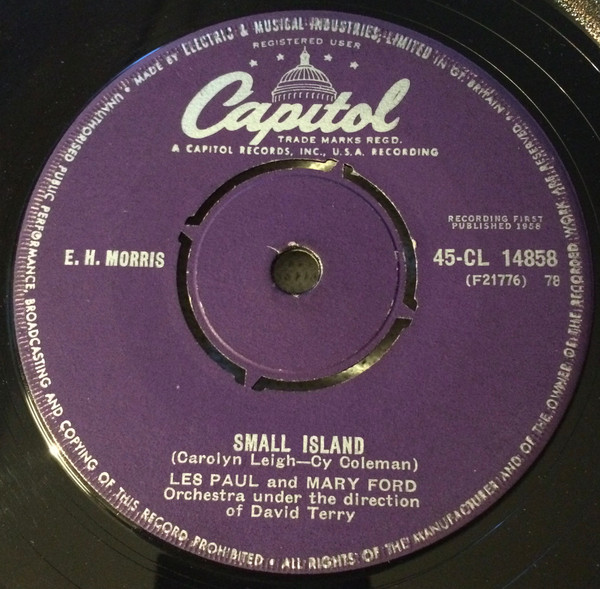 MADE BY ELECTRIC & MUSICAL INDUSTRIES, LIMITED IN GT BRITAIN • ALL RIGHTS OF THE MANUFACTURER AND OF THE OWNER OF THE RECORDED WORK RESERVED • UNAUTHORISED PUBLIC PERFORMANCE, BROADCASTING AND COPYING OF THIS RECORD PROHIBITED •
REGISTERED USER
Capitol
TRADE MARKS REGD.
A CAPITOL RECORDS, INC., U.S.A. RECORDING
RECORDING FIRST
PUBLISHED 1958
E. H. MORRIS
45-CL 14858
(F21776) 78
SMALL ISLAND
(Carolyn Leigh—Cy Coleman)
LES PAUL and MARY FORD
Orchestra under the direction
of David Terry